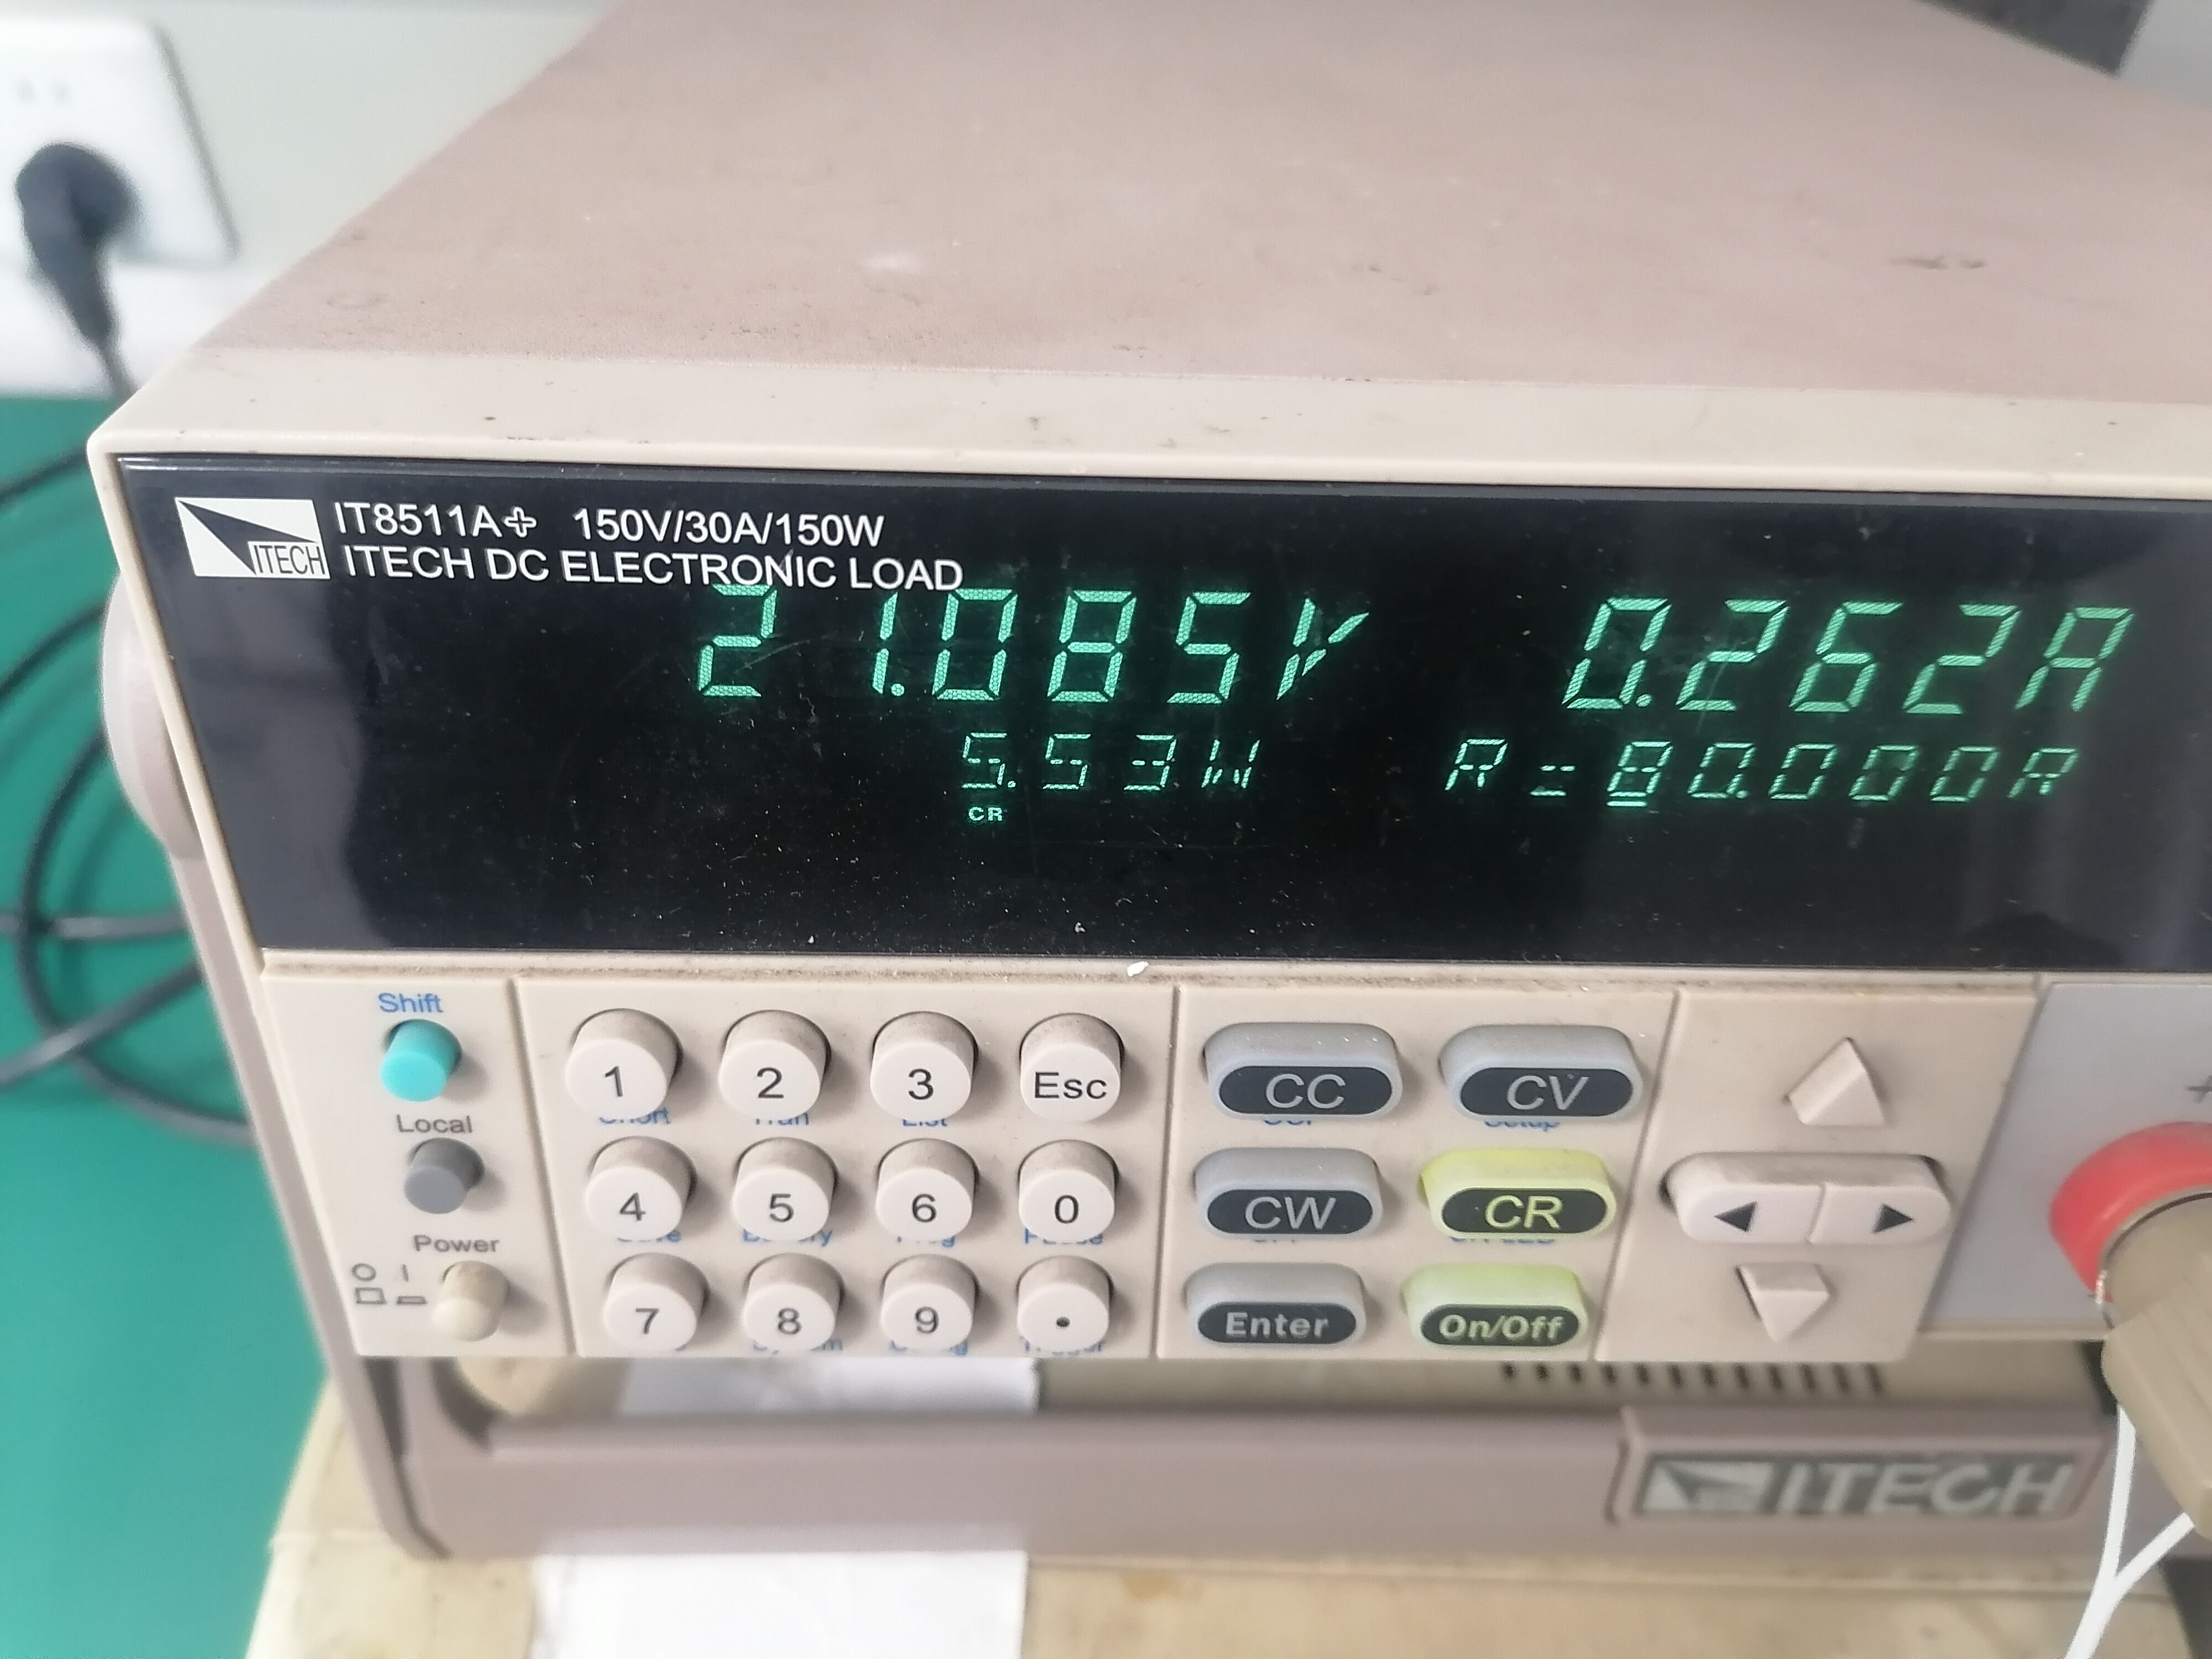 IT8511A+ 150V/30A/150W
ITECH
ITECH DC ELECTRONIC LOAD
21.085V 0.262A
5.53W R=80.000R
CR
Shift
Local
Power
1 2 3 Esc
4 5 6 0
7 8 9 .
CC CV
CW CR
Enter On/Off
+
ITECH